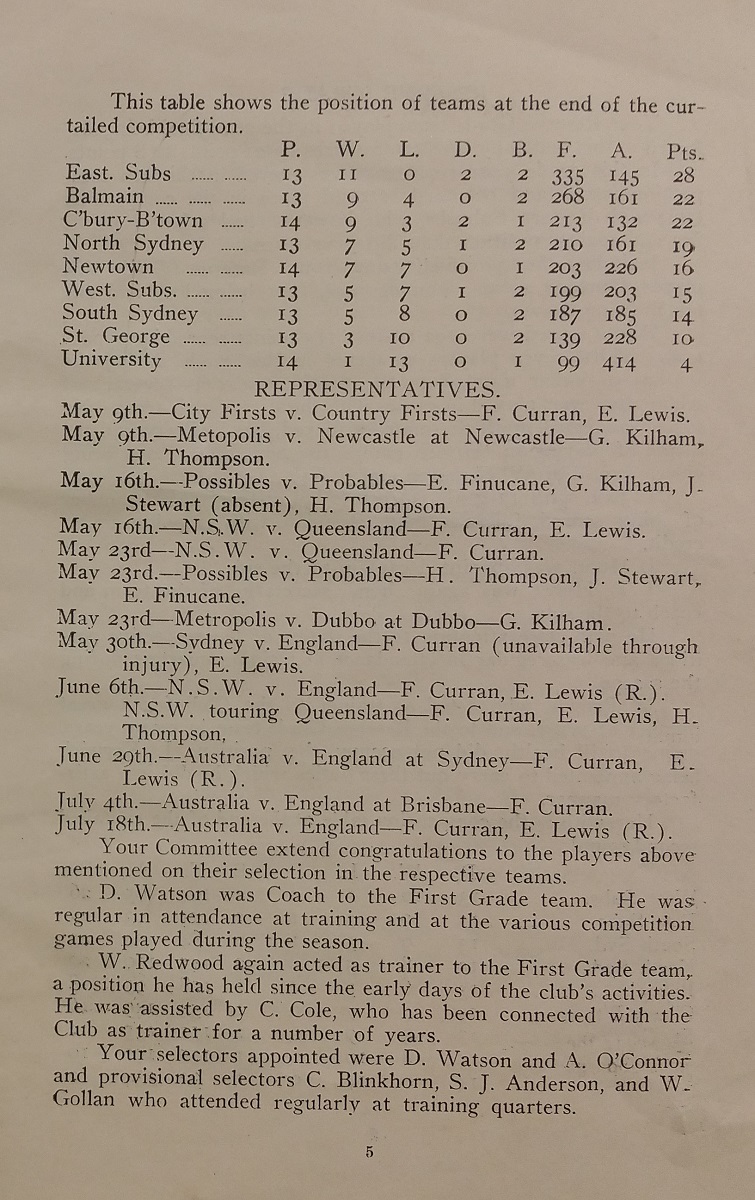 This table shows the position of teams at the end of the cur-
tailed competition.
P. W. L. D. B. F. A. Pts.
East. Subs ...... ...... 13 11 0 2 2 335 145 28
Balmain ...... ...... ...... 13 9 4 0 2 268 161 22
C'bury-B'town ...... 14 9 3 2 1 213 132 22
North Sydney ...... 13 7 5 1 2 210 161 19
Newtown ...... ...... 14 7 7 0 1 203 226 16
West. Subs. ...... ...... 13 5 7 1 2 199 203 15
South Sydney ...... 13 5 8 0 2 187 185 14
St. George ...... ...... 13 3 10 0 2 139 228 10
University ...... ...... 14 1 13 0 1 99 414 4
REPRESENTATIVES.
May 9th.—City Firsts v. Country Firsts—F. Curran, E. Lewis.
May 9th.—Metopolis v. Newcastle at Newcastle—G. Kilham,
H. Thompson.
May 16th.—Possibles v. Probables—E. Finucane, G. Kilham, J.
Stewart (absent), H. Thompson.
May 16th.—N.S.W. v. Queensland—F. Curran, E. Lewis.
May 23rd—N.S.W. v. Queensland—F. Curran.
May 23rd.—Possibles v. Probables—H. Thompson, J. Stewart,
E. Finucane.
May 23rd—Metropolis v. Dubbo at Dubbo—G. Kilham.
May 30th.—Sydney v. England—F. Curran (unavailable through
injury), E. Lewis.
June 6th.—N.S.W. v. England—F. Curran, E. Lewis (R.).
N.S.W. touring Queensland—F. Curran, E. Lewis, H.
Thompson,
June 29th.—Australia v. England at Sydney—F. Curran, E.
Lewis (R.).
July 4th.—Australia v. England at Brisbane—F. Curran.
July 18th.—Australia v. England—F. Curran, E. Lewis (R.).
Your Committee extend congratulations to the players above
mentioned on their selection in the respective teams.
D. Watson was Coach to the First Grade team. He was
regular in attendance at training and at the various competition
games played during the season.
W. Redwood again acted as trainer to the First Grade team,
a position he has held since the early days of the club's activities.
He was assisted by C. Cole, who has been connected with the
Club as trainer for a number of years.
Your selectors appointed were D. Watson and A. O'Connor
and provisional selectors C. Blinkhorn, S. J. Anderson, and W.
Gollan who attended regularly at training quarters.
5